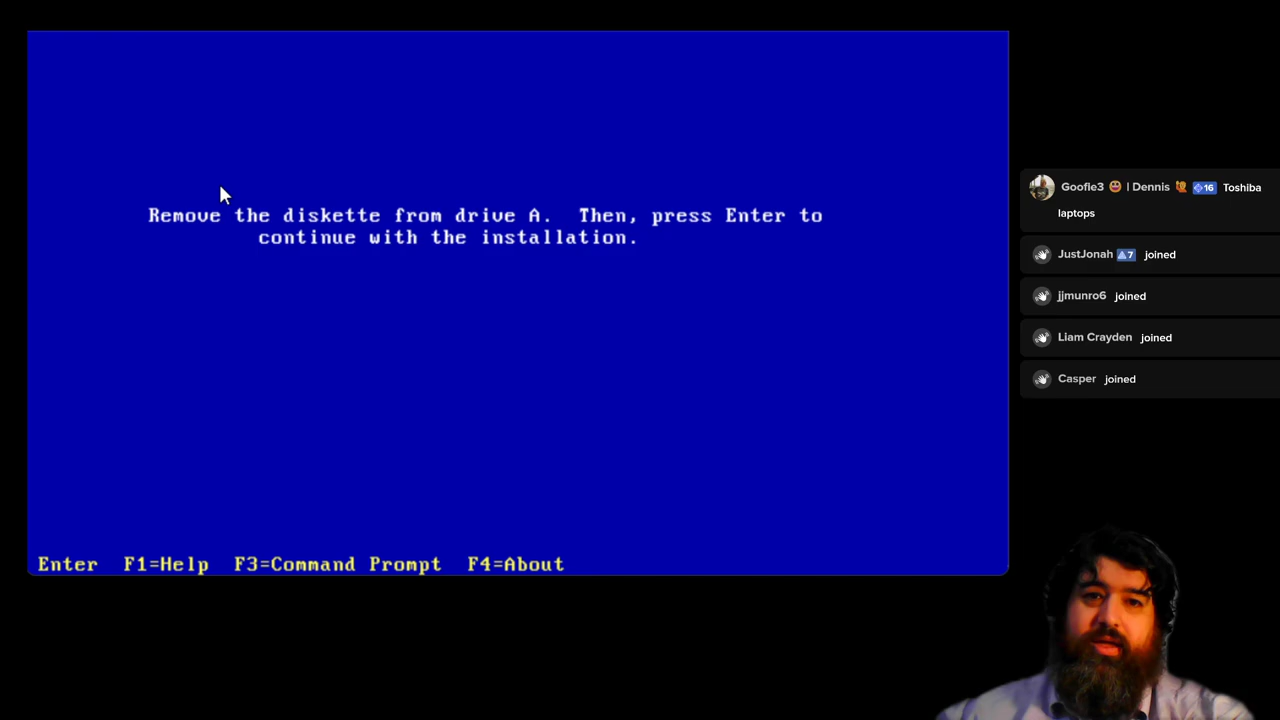 Remove the diskette from drive A.  Then, press Enter to
continue with the installation.
Enter  F1=Help  F3=Command Prompt  F4=About
Goofle3 😃 | Dennis 16 Toshiba
laptops
JustJonah 7 joined
jjmunro6 joined
Liam Crayden joined
Casper joined